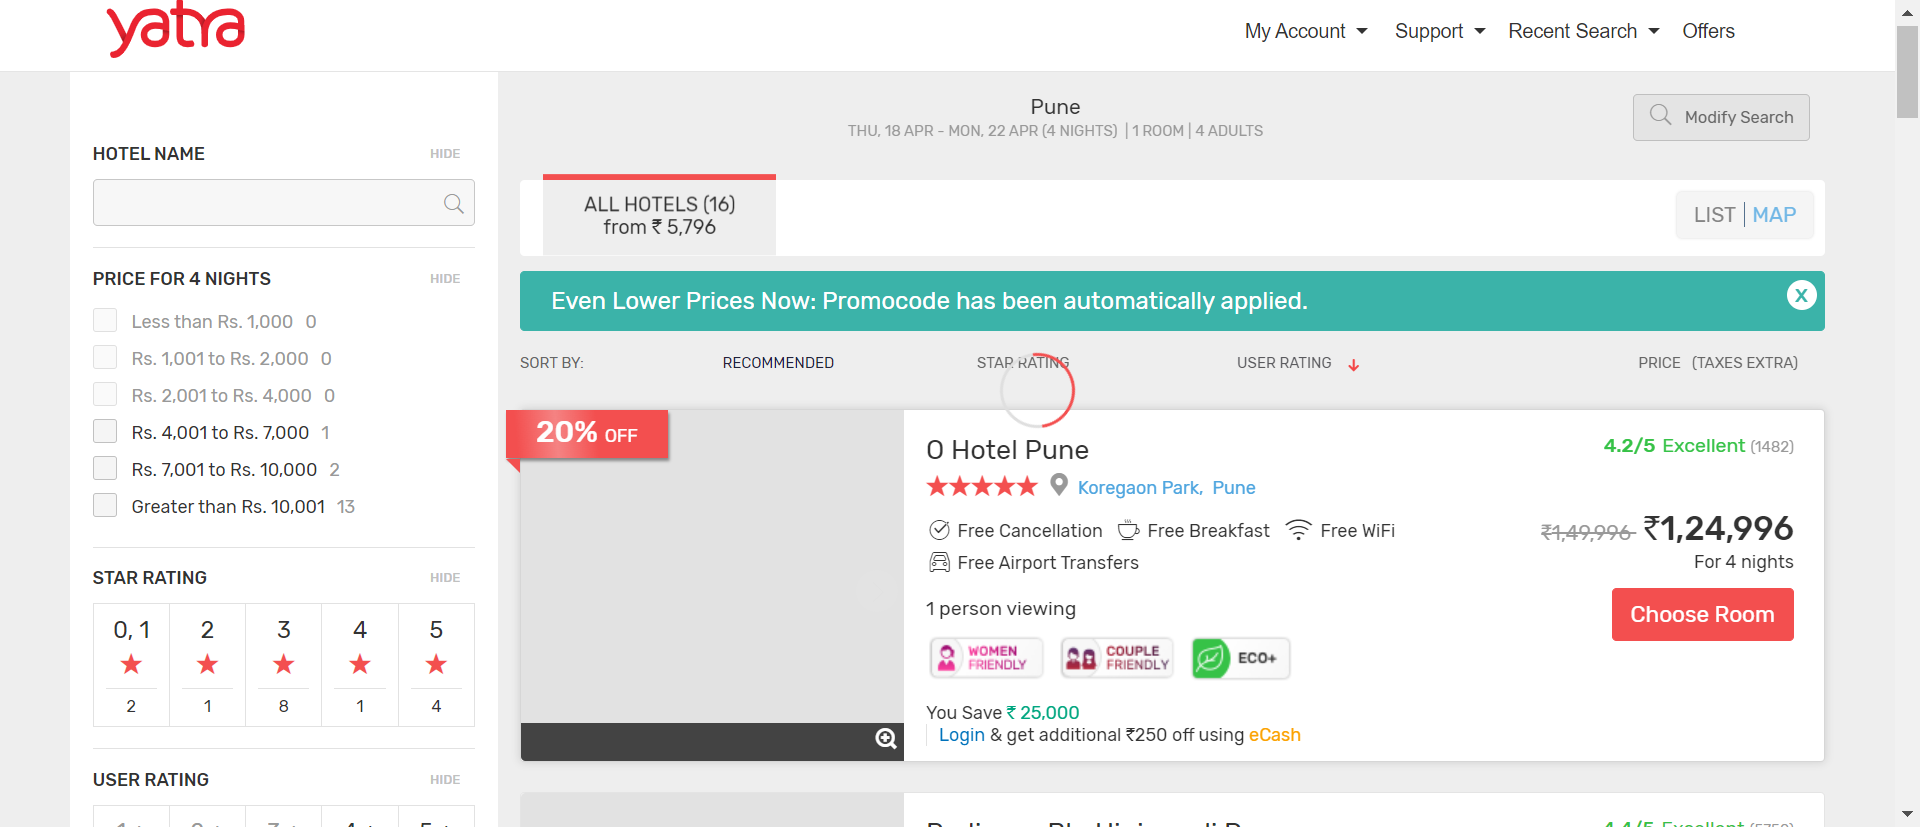 yatra
My Account
Support
Recent Search
Offers
Pune
THU, 18 APR - MON, 22 APR (4 NIGHTS) | 1 ROOM | 4 ADULTS
Modify Search
HOTEL NAME
HIDE
PRICE FOR 4 NIGHTS
HIDE
Less than Rs. 1,000 0
Rs. 1,001 to Rs. 2,000 0
Rs. 2,001 to Rs. 4,000 0
Rs. 4,001 to Rs. 7,000 1
Rs. 7,001 to Rs. 10,000 2
Greater than Rs. 10,001 13
STAR RATING
HIDE
0, 1 2 3 4 5
2 1 8 1 4
USER RATING
HIDE
ALL HOTELS (16)
from ₹ 5,796
LIST | MAP
Even Lower Prices Now: Promocode has been automatically applied.
X
SORT BY:
RECOMMENDED
STAR RATING
USER RATING
PRICE (TAXES EXTRA)
20% OFF
O Hotel Pune
4.2/5 Excellent (1482)
Koregaon Park, Pune
Free Cancellation
Free Breakfast
Free WiFi
Free Airport Transfers
₹1,49,996 ₹1,24,996
For 4 nights
1 person viewing
Choose Room
WOMEN
FRIENDLY
COUPLE
FRIENDLY
ECO+
You Save ₹ 25,000
Login & get additional ₹250 off using eCash